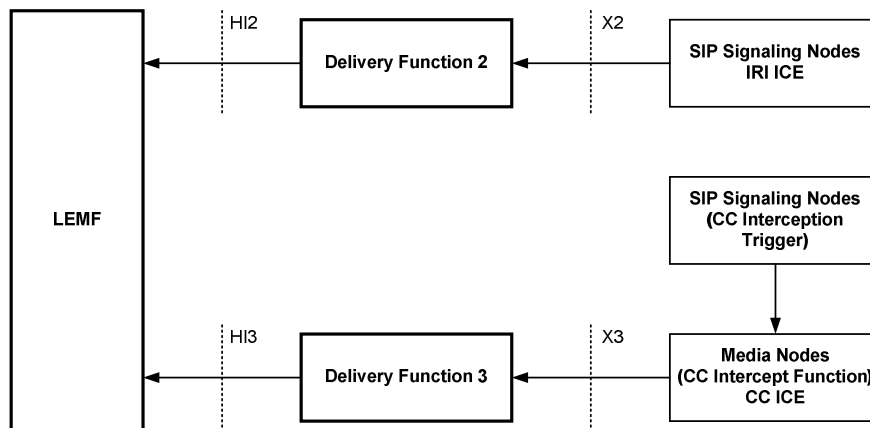 HI2
X2
Delivery Function 2
SIP Signaling Nodes
IRI ICE
LEMF
SIP Signaling Nodes
(CC Interception
Trigger)
HI3
X3
Delivery Function 3
Media Nodes
(CC Intercept Function)
CC ICE